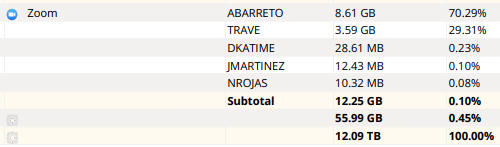 Zoom ABARRETO 8.61 GB 70.29%
TRAVE 3.59 GB 29.31%
DKATIME 28.61 MB 0.23%
JMARTINEZ 12.43 MB 0.10%
NROJAS 10.32 MB 0.08%
Subtotal 12.25 GB 0.10%
55.99 GB 0.45%
12.09 TB 100.00%